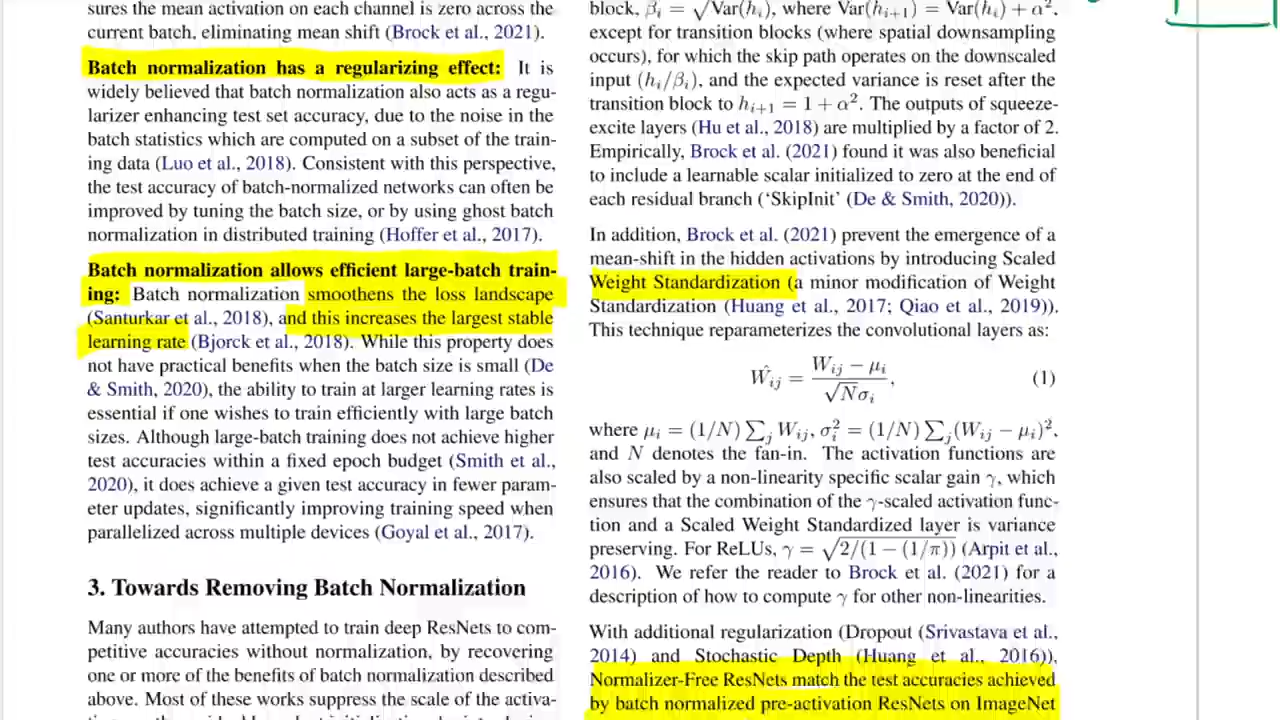 sures the mean activation on each channel is zero across the
current batch, eliminating mean shift (Brock et al., 2021).
Batch normalization has a regularizing effect: It is
widely believed that batch normalization also acts as a regu-
larizer enhancing test set accuracy, due to the noise in the
batch statistics which are computed on a subset of the train-
ing data (Luo et al., 2018). Consistent with this perspective,
the test accuracy of batch-normalized networks can often be
improved by tuning the batch size, or by using ghost batch
normalization in distributed training (Hoffer et al., 2017).
Batch normalization allows efficient large-batch train-
ing: Batch normalization smoothens the loss landscape
(Santurkar et al., 2018), and this increases the largest stable
learning rate (Bjorck et al., 2018). While this property does
not have practical benefits when the batch size is small (De
& Smith, 2020), the ability to train at larger learning rates is
essential if one wishes to train efficiently with large batch
sizes. Although large-batch training does not achieve higher
test accuracies within a fixed epoch budget (Smith et al.,
2020), it does achieve a given test accuracy in fewer param-
eter updates, significantly improving training speed when
parallelized across multiple devices (Goyal et al., 2017).
3. Towards Removing Batch Normalization
Many authors have attempted to train deep ResNets to com-
petitive accuracies without normalization, by recovering
one or more of the benefits of batch normalization described
above. Most of these works suppress the scale of the activa-
block, β_i = √Var(h_i), where Var(h_{i+1}) = Var(h_i) + α²,
except for transition blocks (where spatial downsampling
occurs), for which the skip path operates on the downscaled
input (h_i/β_i), and the expected variance is reset after the
transition block to h_{i+1} = 1 + α². The outputs of squeeze-
excite layers (Hu et al., 2018) are multiplied by a factor of 2.
Empirically, Brock et al. (2021) found it was also beneficial
to include a learnable scalar initialized to zero at the end of
each residual branch (‘SkipInit’ (De & Smith, 2020)).
In addition, Brock et al. (2021) prevent the emergence of a
mean-shift in the hidden activations by introducing Scaled
Weight Standardization (a minor modification of Weight
Standardization (Huang et al., 2017; Qiao et al., 2019)).
This technique reparameterizes the convolutional layers as:
Ŵ_{ij} = (W_{ij} − μ_i) / (√N σ_i), (1)
where μ_i = (1/N) ∑_j W_{ij}, σ_i² = (1/N) ∑_j (W_{ij} − μ_i)²,
and N denotes the fan-in. The activation functions are
also scaled by a non-linearity specific scalar gain γ, which
ensures that the combination of the γ-scaled activation func-
tion and a Scaled Weight Standardized layer is variance
preserving. For ReLUs, γ = √2/(1 − (1/π)) (Arpit et al.,
2016). We refer the reader to Brock et al. (2021) for a
description of how to compute γ for other non-linearities.
With additional regularization (Dropout (Srivastava et al.,
2014) and Stochastic Depth (Huang et al., 2016)),
Normalizer-Free ResNets match the test accuracies achieved
by batch normalized pre-activation ResNets on ImageNet